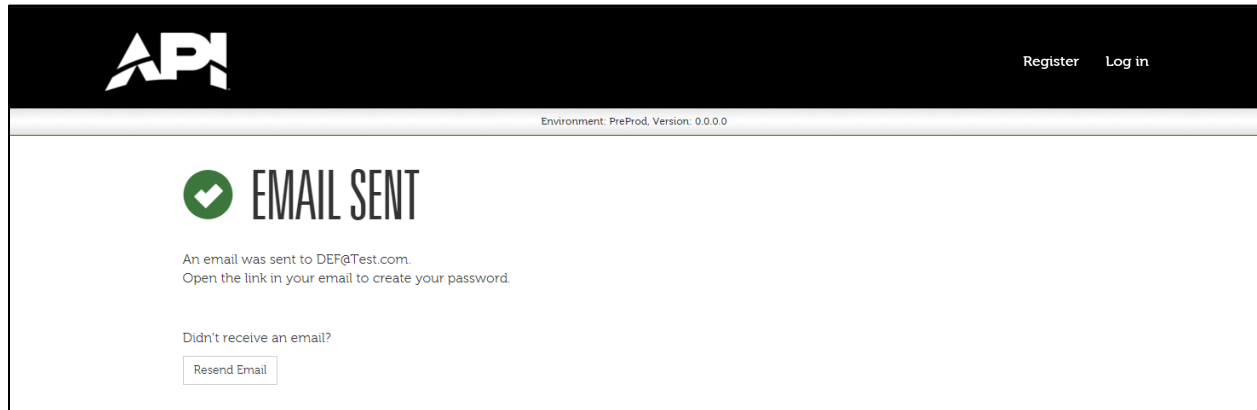 API
Register Log in
Environment: PreProd, Version: 0.0.0.0
EMAIL SENT
An email was sent to DEF@Test.com.
Open the link in your email to create your password.
Didn't receive an email?
Resend Email